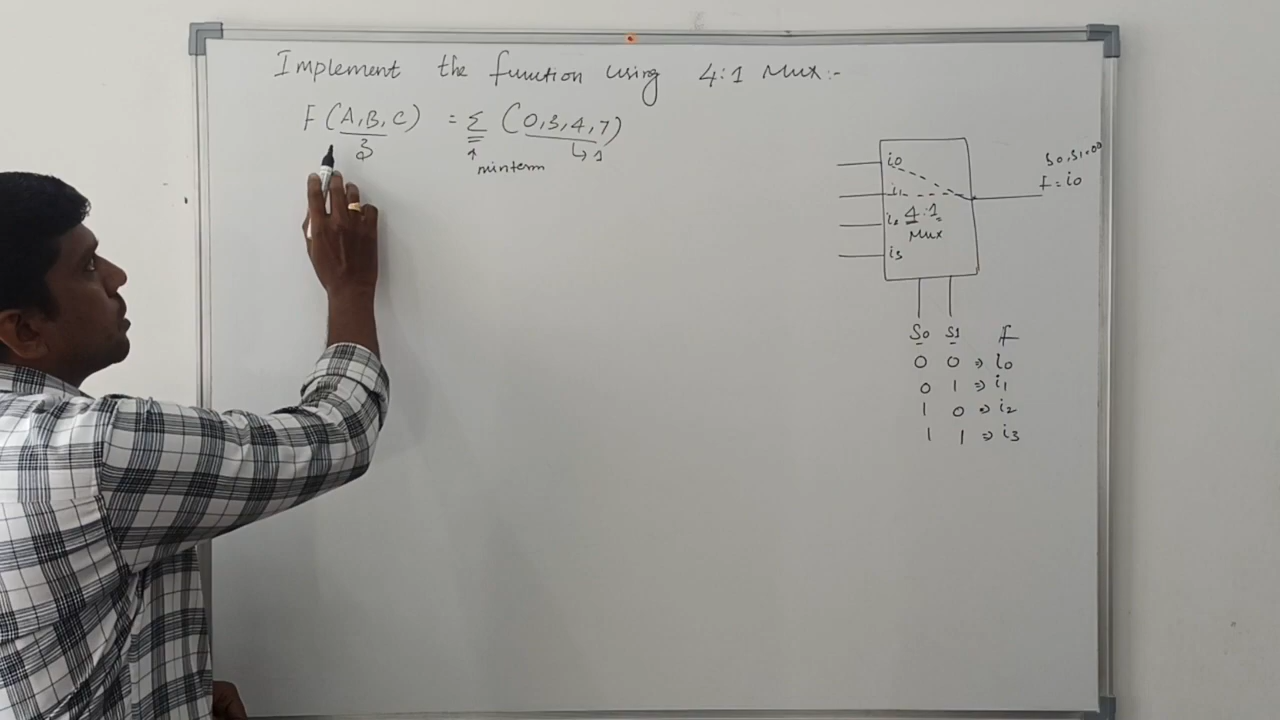 Implement the function using 4:1 Mux:-
F (A,B,C) = Σ (0,3,4,7)
3 ↑ minterm ↳ 1
i0
i1
i2 4:1
Mux
i3
S0,S1=00
F = i0
S0 S1 F
0 0 ⇒ i0
0 1 ⇒ i1
1 0 ⇒ i2
1 1 ⇒ i3